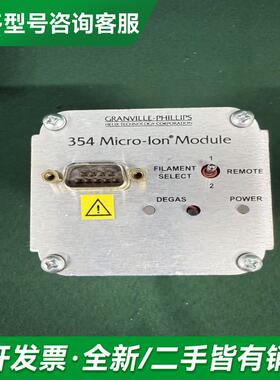 型号咨询客服
GRANVILLE-PHILLIPS
HELIX TECHNOLOGY CORPORATION
354 Micro-Ion® Module
FILAMENT
SELECT
1
2
REMOTE
DEGAS
POWER
开发票·全新/二手皆有销